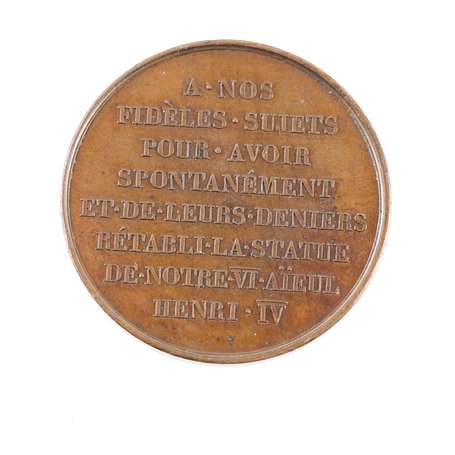 A·NOS
FIDÈLES·SUJETS
POUR·AVOIR
SPONTANÉMENT
ET·DE·LEURS·DENIERS
RÉTABLI·LA·STATUE
DE·NOTRE·VI·AÏEUL
HENRI·IV